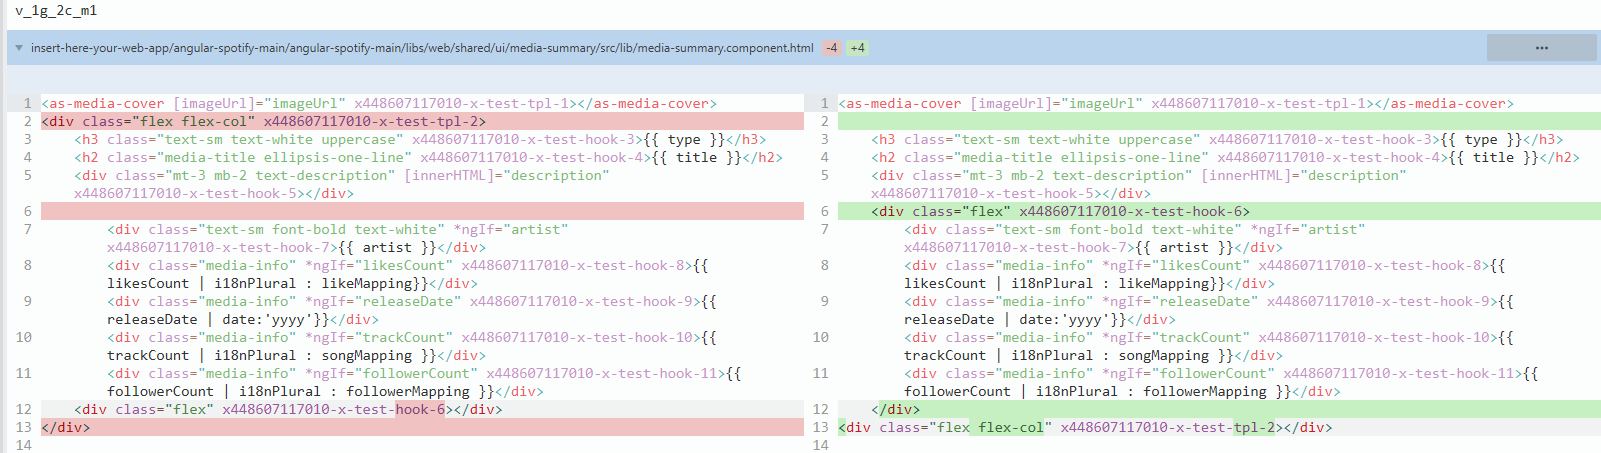 v_1g_2c_m1
insert-here-your-web-app/angular-spotify-main/angular-spotify-main/libs/web/shared/ui/media-summary/src/lib/media-summary.component.html -4 +4 ...
1 <as-media-cover [imageUrl]="imageUrl" x448607117010-x-test-tpl-1></as-media-cover>
2 <div class="flex flex-col" x448607117010-x-test-tpl-2>
3 <h3 class="text-sm text-white uppercase" x448607117010-x-test-hook-3>{{ type }}</h3>
4 <h2 class="media-title ellipsis-one-line" x448607117010-x-test-hook-4>{{ title }}</h2>
5 <div class="mt-3 mb-2 text-description" [innerHTML]="description"
x448607117010-x-test-hook-5></div>
6
7 <div class="text-sm font-bold text-white" *ngIf="artist"
x448607117010-x-test-hook-7>{{ artist }}</div>
8 <div class="media-info" *ngIf="likesCount" x448607117010-x-test-hook-8>{{
likesCount | i18nPlural : likeMapping}}</div>
9 <div class="media-info" *ngIf="releaseDate" x448607117010-x-test-hook-9>{{
releaseDate | date:'yyyy'}}</div>
10 <div class="media-info" *ngIf="trackCount" x448607117010-x-test-hook-10>{{
trackCount | i18nPlural : songMapping }}</div>
11 <div class="media-info" *ngIf="followerCount" x448607117010-x-test-hook-11>{{
followerCount | i18nPlural : followerMapping }}</div>
12 <div class="flex" x448607117010-x-test-hook-6></div>
13 </div>
14
1 <as-media-cover [imageUrl]="imageUrl" x448607117010-x-test-tpl-1></as-media-cover>
2
3 <h3 class="text-sm text-white uppercase" x448607117010-x-test-hook-3>{{ type }}</h3>
4 <h2 class="media-title ellipsis-one-line" x448607117010-x-test-hook-4>{{ title }}</h2>
5 <div class="mt-3 mb-2 text-description" [innerHTML]="description"
x448607117010-x-test-hook-5></div>
6 <div class="flex" x448607117010-x-test-hook-6>
7 <div class="text-sm font-bold text-white" *ngIf="artist"
x448607117010-x-test-hook-7>{{ artist }}</div>
8 <div class="media-info" *ngIf="likesCount" x448607117010-x-test-hook-8>{{
likesCount | i18nPlural : likeMapping}}</div>
9 <div class="media-info" *ngIf="releaseDate" x448607117010-x-test-hook-9>{{
releaseDate | date:'yyyy'}}</div>
10 <div class="media-info" *ngIf="trackCount" x448607117010-x-test-hook-10>{{
trackCount | i18nPlural : songMapping }}</div>
11 <div class="media-info" *ngIf="followerCount" x448607117010-x-test-hook-11>{{
followerCount | i18nPlural : followerMapping }}</div>
12 </div>
13 <div class="flex flex-col" x448607117010-x-test-tpl-2></div>
14